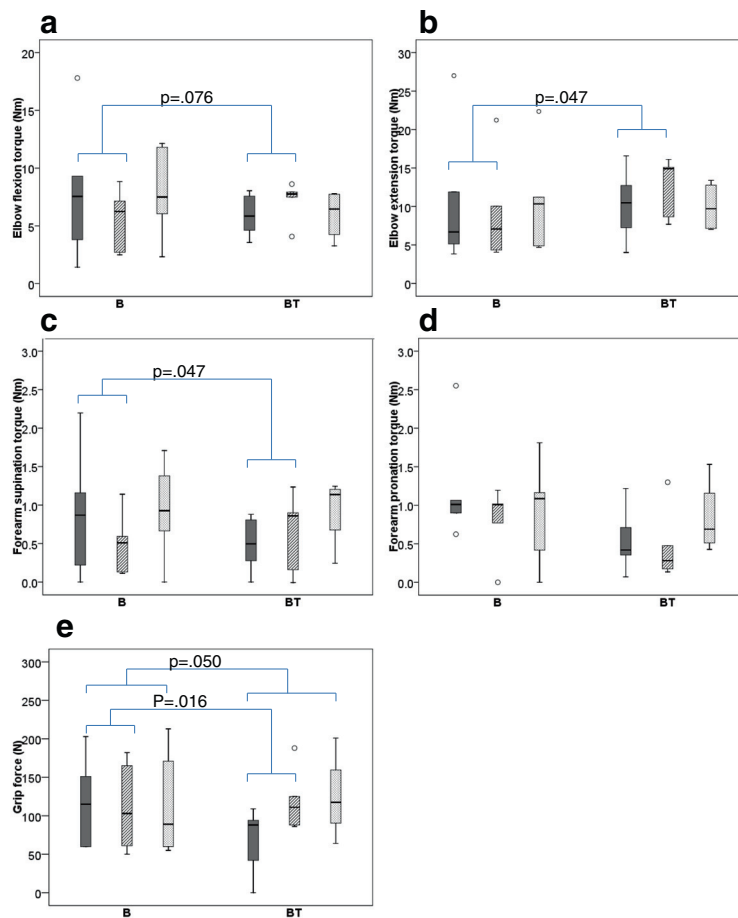 a
20
15
10
5
0
Elbow flexion torque (Nm)
p=.076
B BT
b
30
25
20
15
10
5
0
Elbow extension torque (Nm)
p=.047
B BT
c
3.0
2.5
2.0
1.5
1.0
0.5
0.0
Forearm supination torque (Nm)
p=.047
B BT
d
3.0
2.5
2.0
1.5
1.0
0.5
0.0
Forearm pronation torque (Nm)
B BT
e
300
250
200
150
100
50
0
Grip force (N)
p=.050
P=.016
B BT